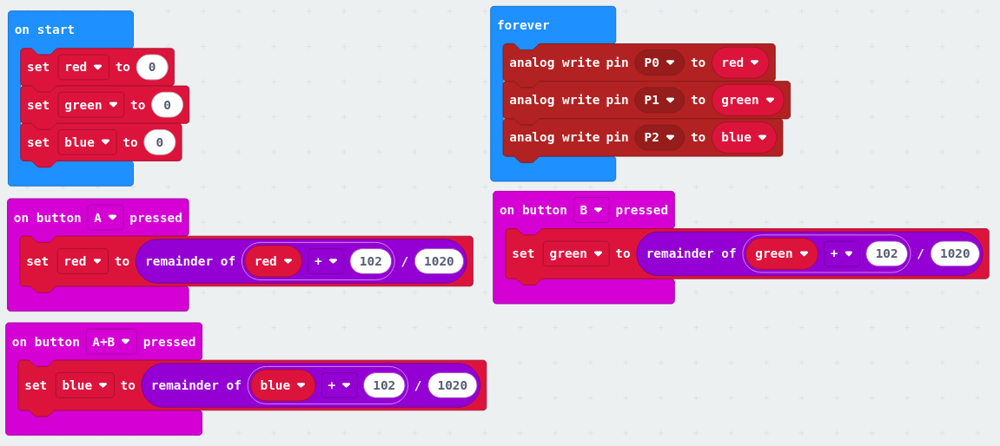 on start
set red to 0
set green to 0
set blue to 0
forever
analog write pin P0 to red
analog write pin P1 to green
analog write pin P2 to blue
on button A pressed
set red to remainder of red + 102 / 1020
on button B pressed
set green to remainder of green + 102 / 1020
on button A+B pressed
set blue to remainder of blue + 102 / 1020